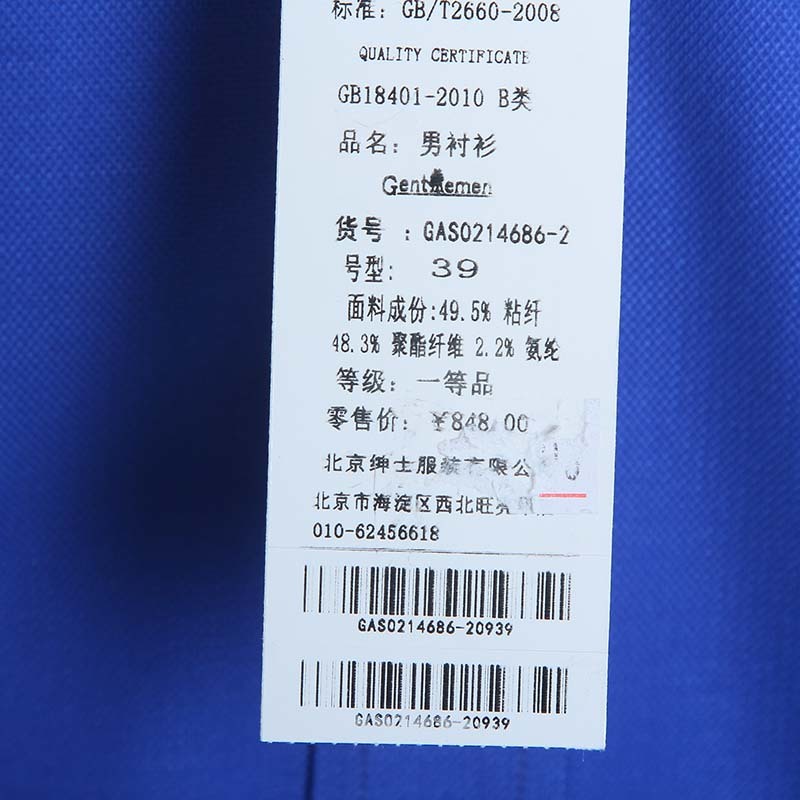 标准: GB/T2660-2008
QUALITY CERTIFICATE
GB18401-2010 B类
品名: 男衬衫
Gentlemen
货号 : GAS0214686-2
号型: 39
面料成份:49.5% 粘纤
48.3% 聚酯纤维 2.2% 氨纶
等级: 一等品
零售价: ¥848.00
北京绅士服装有限公
北京市海淀区西北旺
010-62456618
GAS0214686-20939
GAS0214686-20939